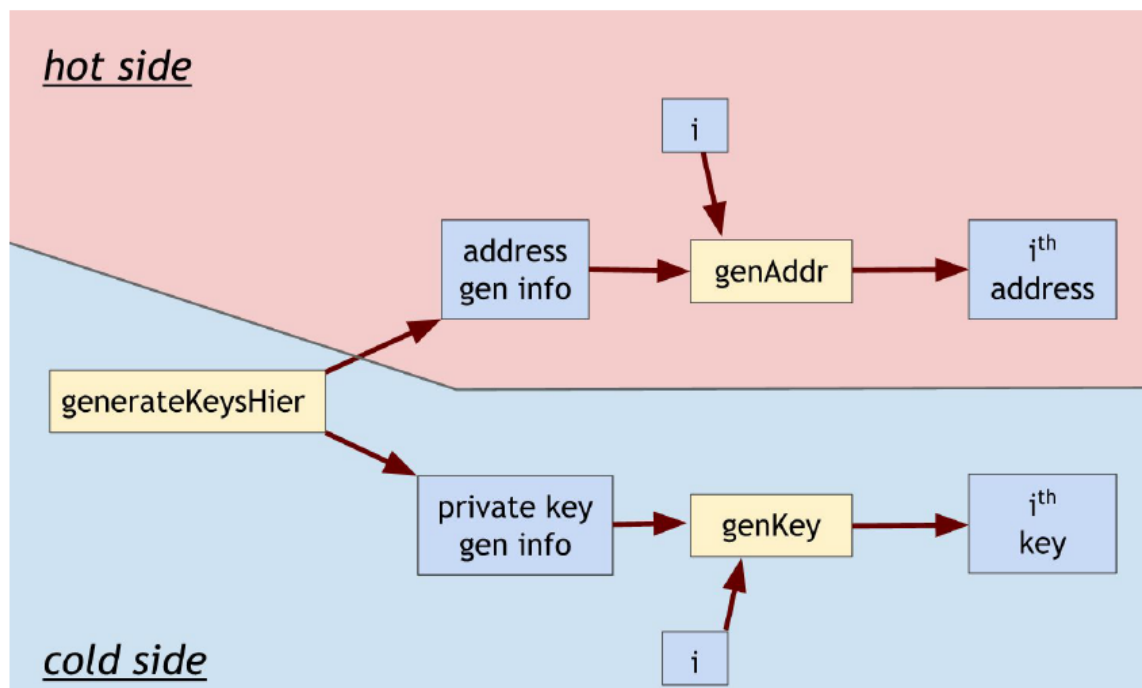 hot side
i
address
gen info
genAddr
iᵗʰ
address
generateKeysHier
private key
gen info
genKey
iᵗʰ
key
i
cold side